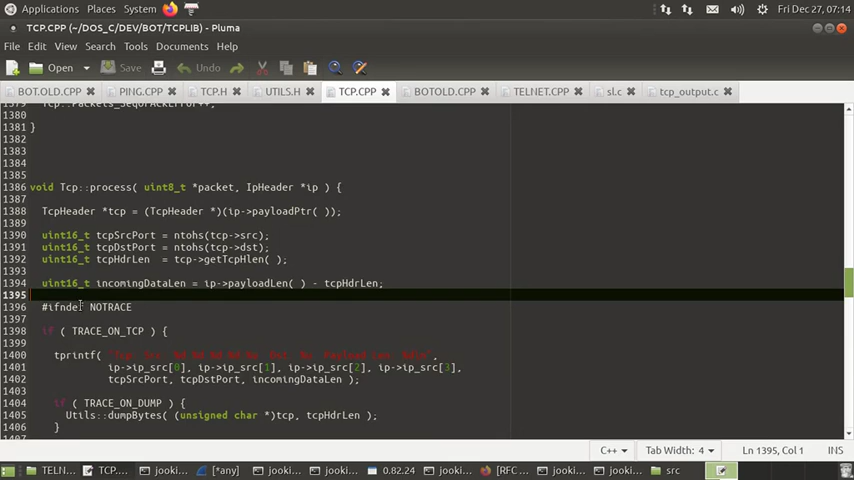 Applications Places System Fri Dec 27, 07:14
TCP.CPP (~/DOS_C/DEV/BOT/TCPLIB) - Pluma
File Edit View Search Tools Documents Help
Open Save Undo
BOT.OLD.CPP PING.CPP TCP.H UTILS.H TCP.CPP BOTOLD.CPP TELNET.CPP sl.c tcp_output.c
1379 Tcp::Packets_SeqOrAckError++;
1380
1381 }
1382
1383
1384
1385
1386 void Tcp::process( uint8_t *packet, IpHeader *ip ) {
1387
1388 TcpHeader *tcp = (TcpHeader *)(ip->payloadPtr( ));
1389
1390 uint16_t tcpSrcPort = ntohs(tcp->src);
1391 uint16_t tcpDstPort = ntohs(tcp->dst);
1392 uint16_t tcpHdrLen = tcp->getTcpHlen( );
1393
1394 uint16_t incomingDataLen = ip->payloadLen( ) - tcpHdrLen;
1395
1396 #ifndef NOTRACE
1397
1398 if ( TRACE_ON_TCP ) {
1399
1400 tprintf(
1401 ip->ip_src[0], ip->ip_src[1], ip->ip_src[2], ip->ip_src[3],
1402 tcpSrcPort, tcpDstPort, incomingDataLen );
1403
1404 if ( TRACE_ON_DUMP ) {
1405 Utils::dumpBytes( (unsigned char *)tcp, tcpHdrLen );
1406 }
1407
C++ Tab Width: 4 Ln 1395, Col 1 INS
TELN... TCP.... jooki... [*any] jooki... jooki... 0.82.24 jooki... [RFC ... jooki... jooki... src